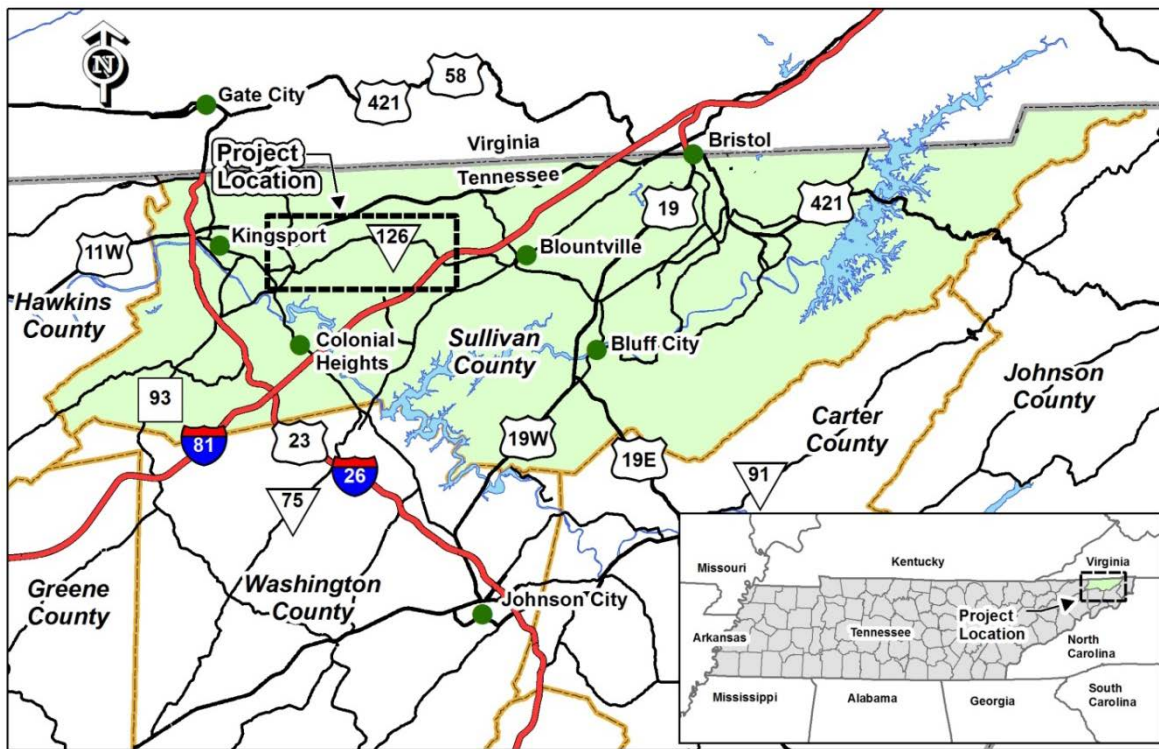 N
58
421
Gate City
Project
Location
Virginia
Tennessee
Bristol
19
421
126
Kingsport
11W
Blountville
Hawkins
County
Colonial
Heights
Sullivan
County
Bluff City
Johnson
County
93
Carter
County
81
23
19W
19E
26
91
75
Greene
County
Washington
County
Johnson City
Missouri
Kentucky
Virginia
Project
Location
Arkansas
Tennessee
North
Carolina
Mississippi
Alabama
Georgia
South
Carolina